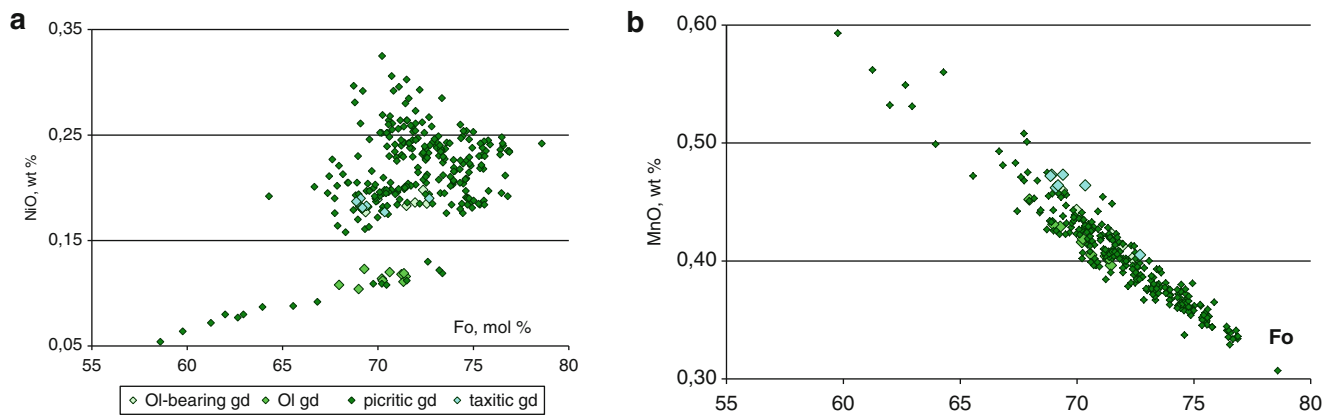 a
0,35
0,25
0,15
0,05
NiO, wt %
Fo, mol %
55 60 65 70 75 80
Ol-bearing gd Ol gd picritic gd taxitic gd
b
0,60
0,50
0,40
0,30
MnO, wt %
Fo
55 60 65 70 75 80